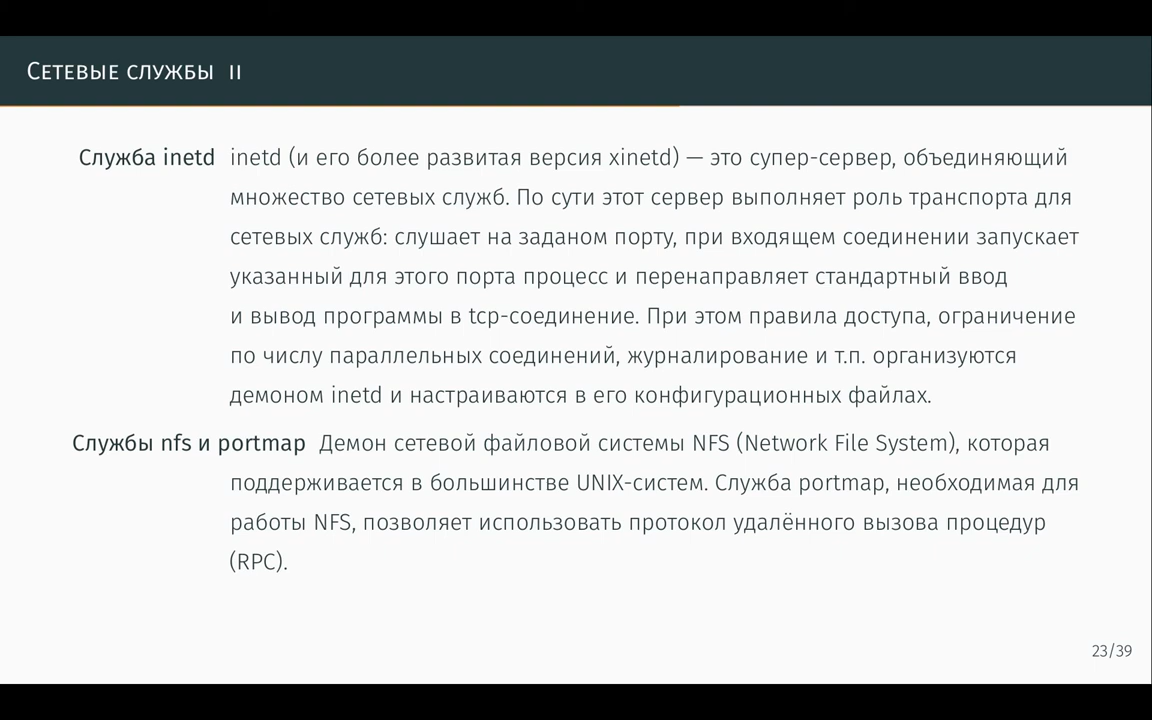 Сетевые службы II
Служба inetd inetd (и его более развитая версия xinetd) — это супер-сервер, объединяющий
множество сетевых служб. По сути этот сервер выполняет роль транспорта для
сетевых служб: слушает на заданом порту, при входящем соединении запускает
указанный для этого порта процесс и перенаправляет стандартный ввод
и вывод программы в tcp-соединение. При этом правила доступа, ограничение
по числу параллельных соединений, журналирование и т.п. организуются
демоном inetd и настраиваются в его конфигурационных файлах.
Службы nfs и portmap Демон сетевой файловой системы NFS (Network File System), которая
поддерживается в большинстве UNIX-систем. Служба portmap, необходимая для
работы NFS, позволяет использовать протокол удалённого вызова процедур
(RPC).
23/39